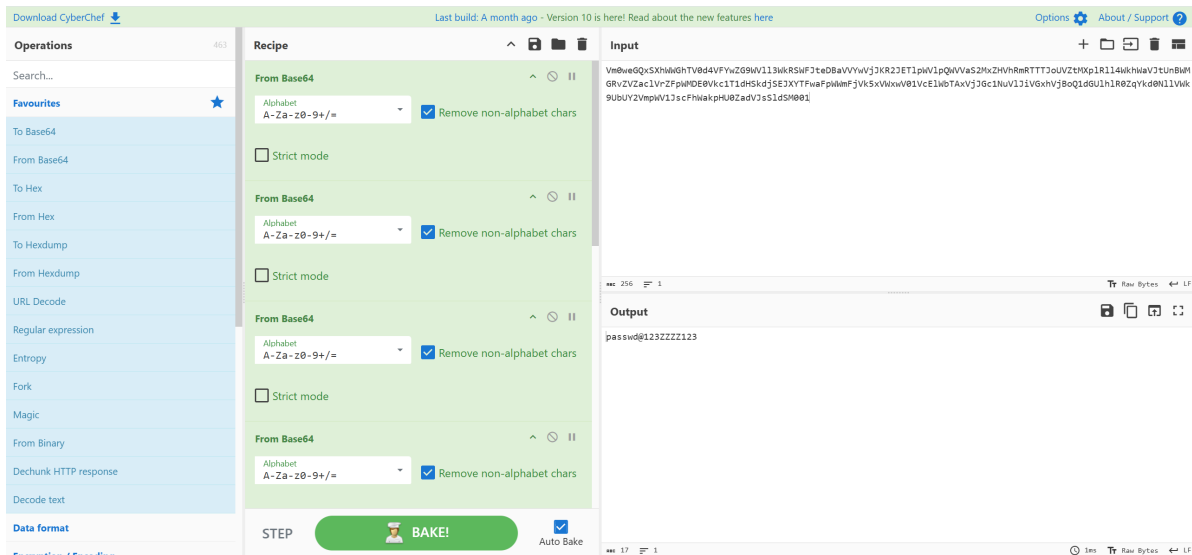 Download CyberChef
Last build: A month ago - Version 10 is here! Read about the new features here
Options
About / Support
Operations
463
Search...
Favourites
To Base64
From Base64
To Hex
From Hex
To Hexdump
From Hexdump
URL Decode
Regular expression
Entropy
Fork
Magic
From Binary
Dechunk HTTP response
Decode text
Data format
Recipe
From Base64
Alphabet
A-Za-z0-9+/=
Remove non-alphabet chars
Strict mode
From Base64
Alphabet
A-Za-z0-9+/=
Remove non-alphabet chars
Strict mode
From Base64
Alphabet
A-Za-z0-9+/=
Remove non-alphabet chars
Strict mode
From Base64
Alphabet
A-Za-z0-9+/=
Remove non-alphabet chars
STEP
BAKE!
Auto Bake
Input
ABC 256
1
Tт Raw Bytes
LF
Output
passwd@123ZZZZ123
ABC 17
1
1ms
Tт Raw Bytes
LF